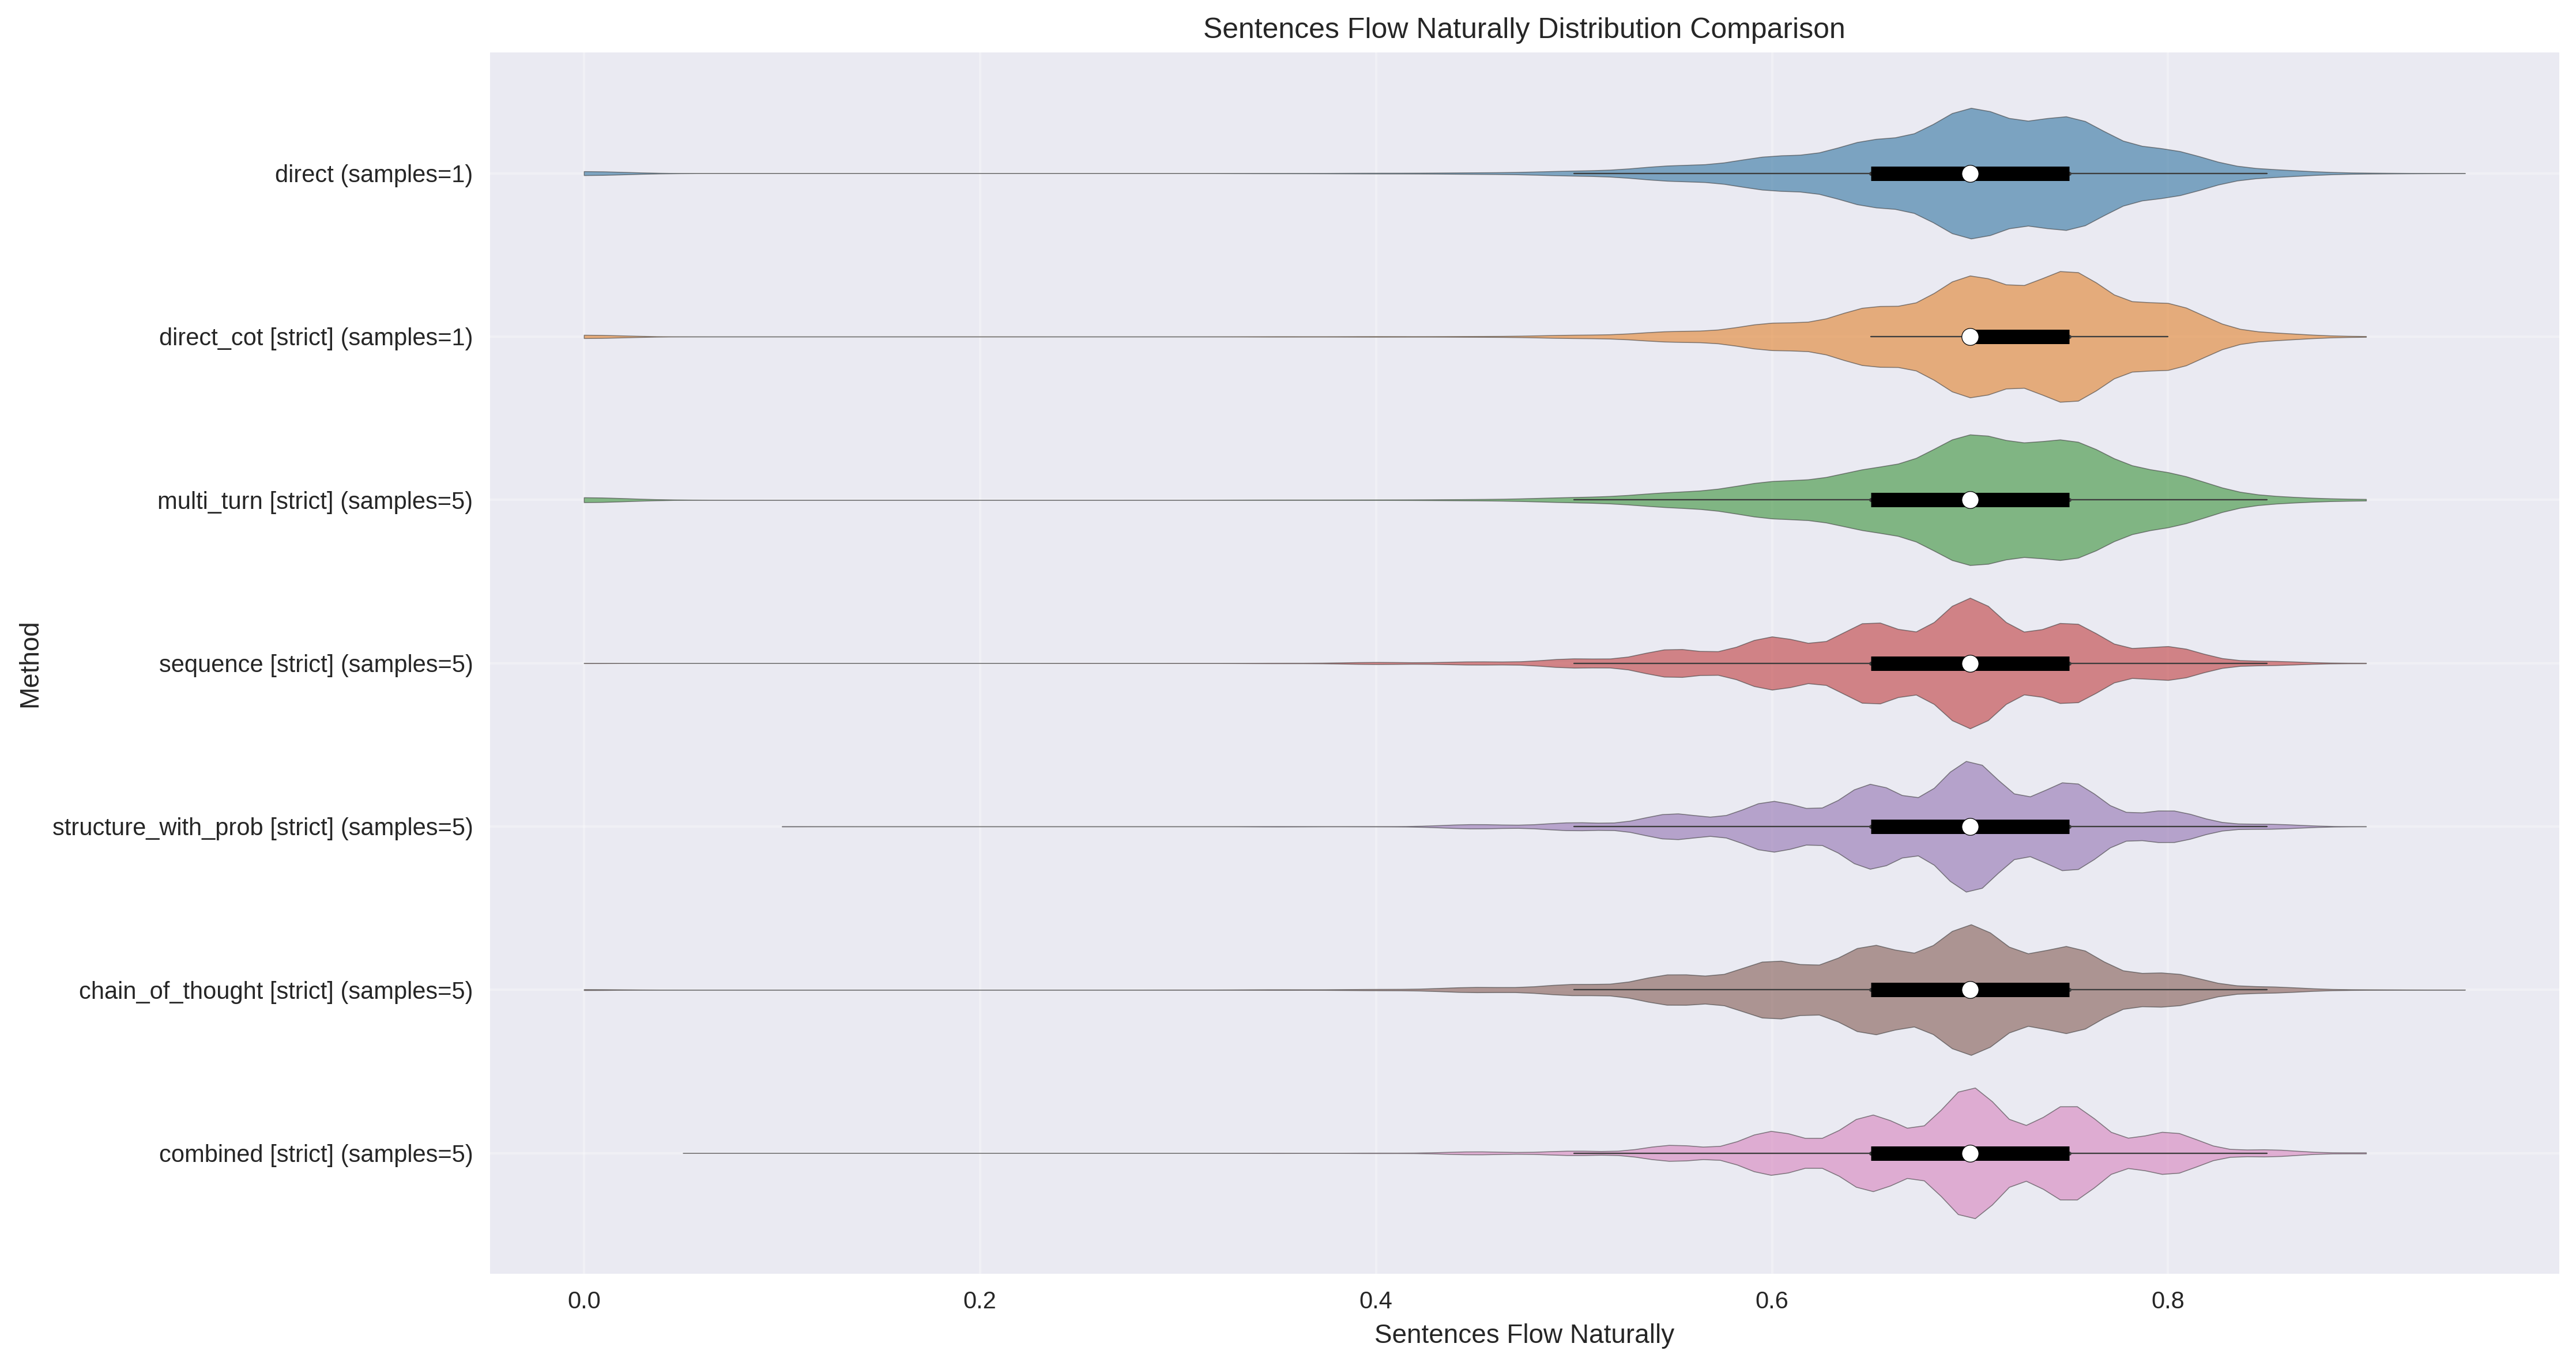 Sentences Flow Naturally Distribution Comparison
Method
direct (samples=1)
direct_cot [strict] (samples=1)
multi_turn [strict] (samples=5)
sequence [strict] (samples=5)
structure_with_prob [strict] (samples=5)
chain_of_thought [strict] (samples=5)
combined [strict] (samples=5)
0.0 0.2 0.4 0.6 0.8
Sentences Flow Naturally